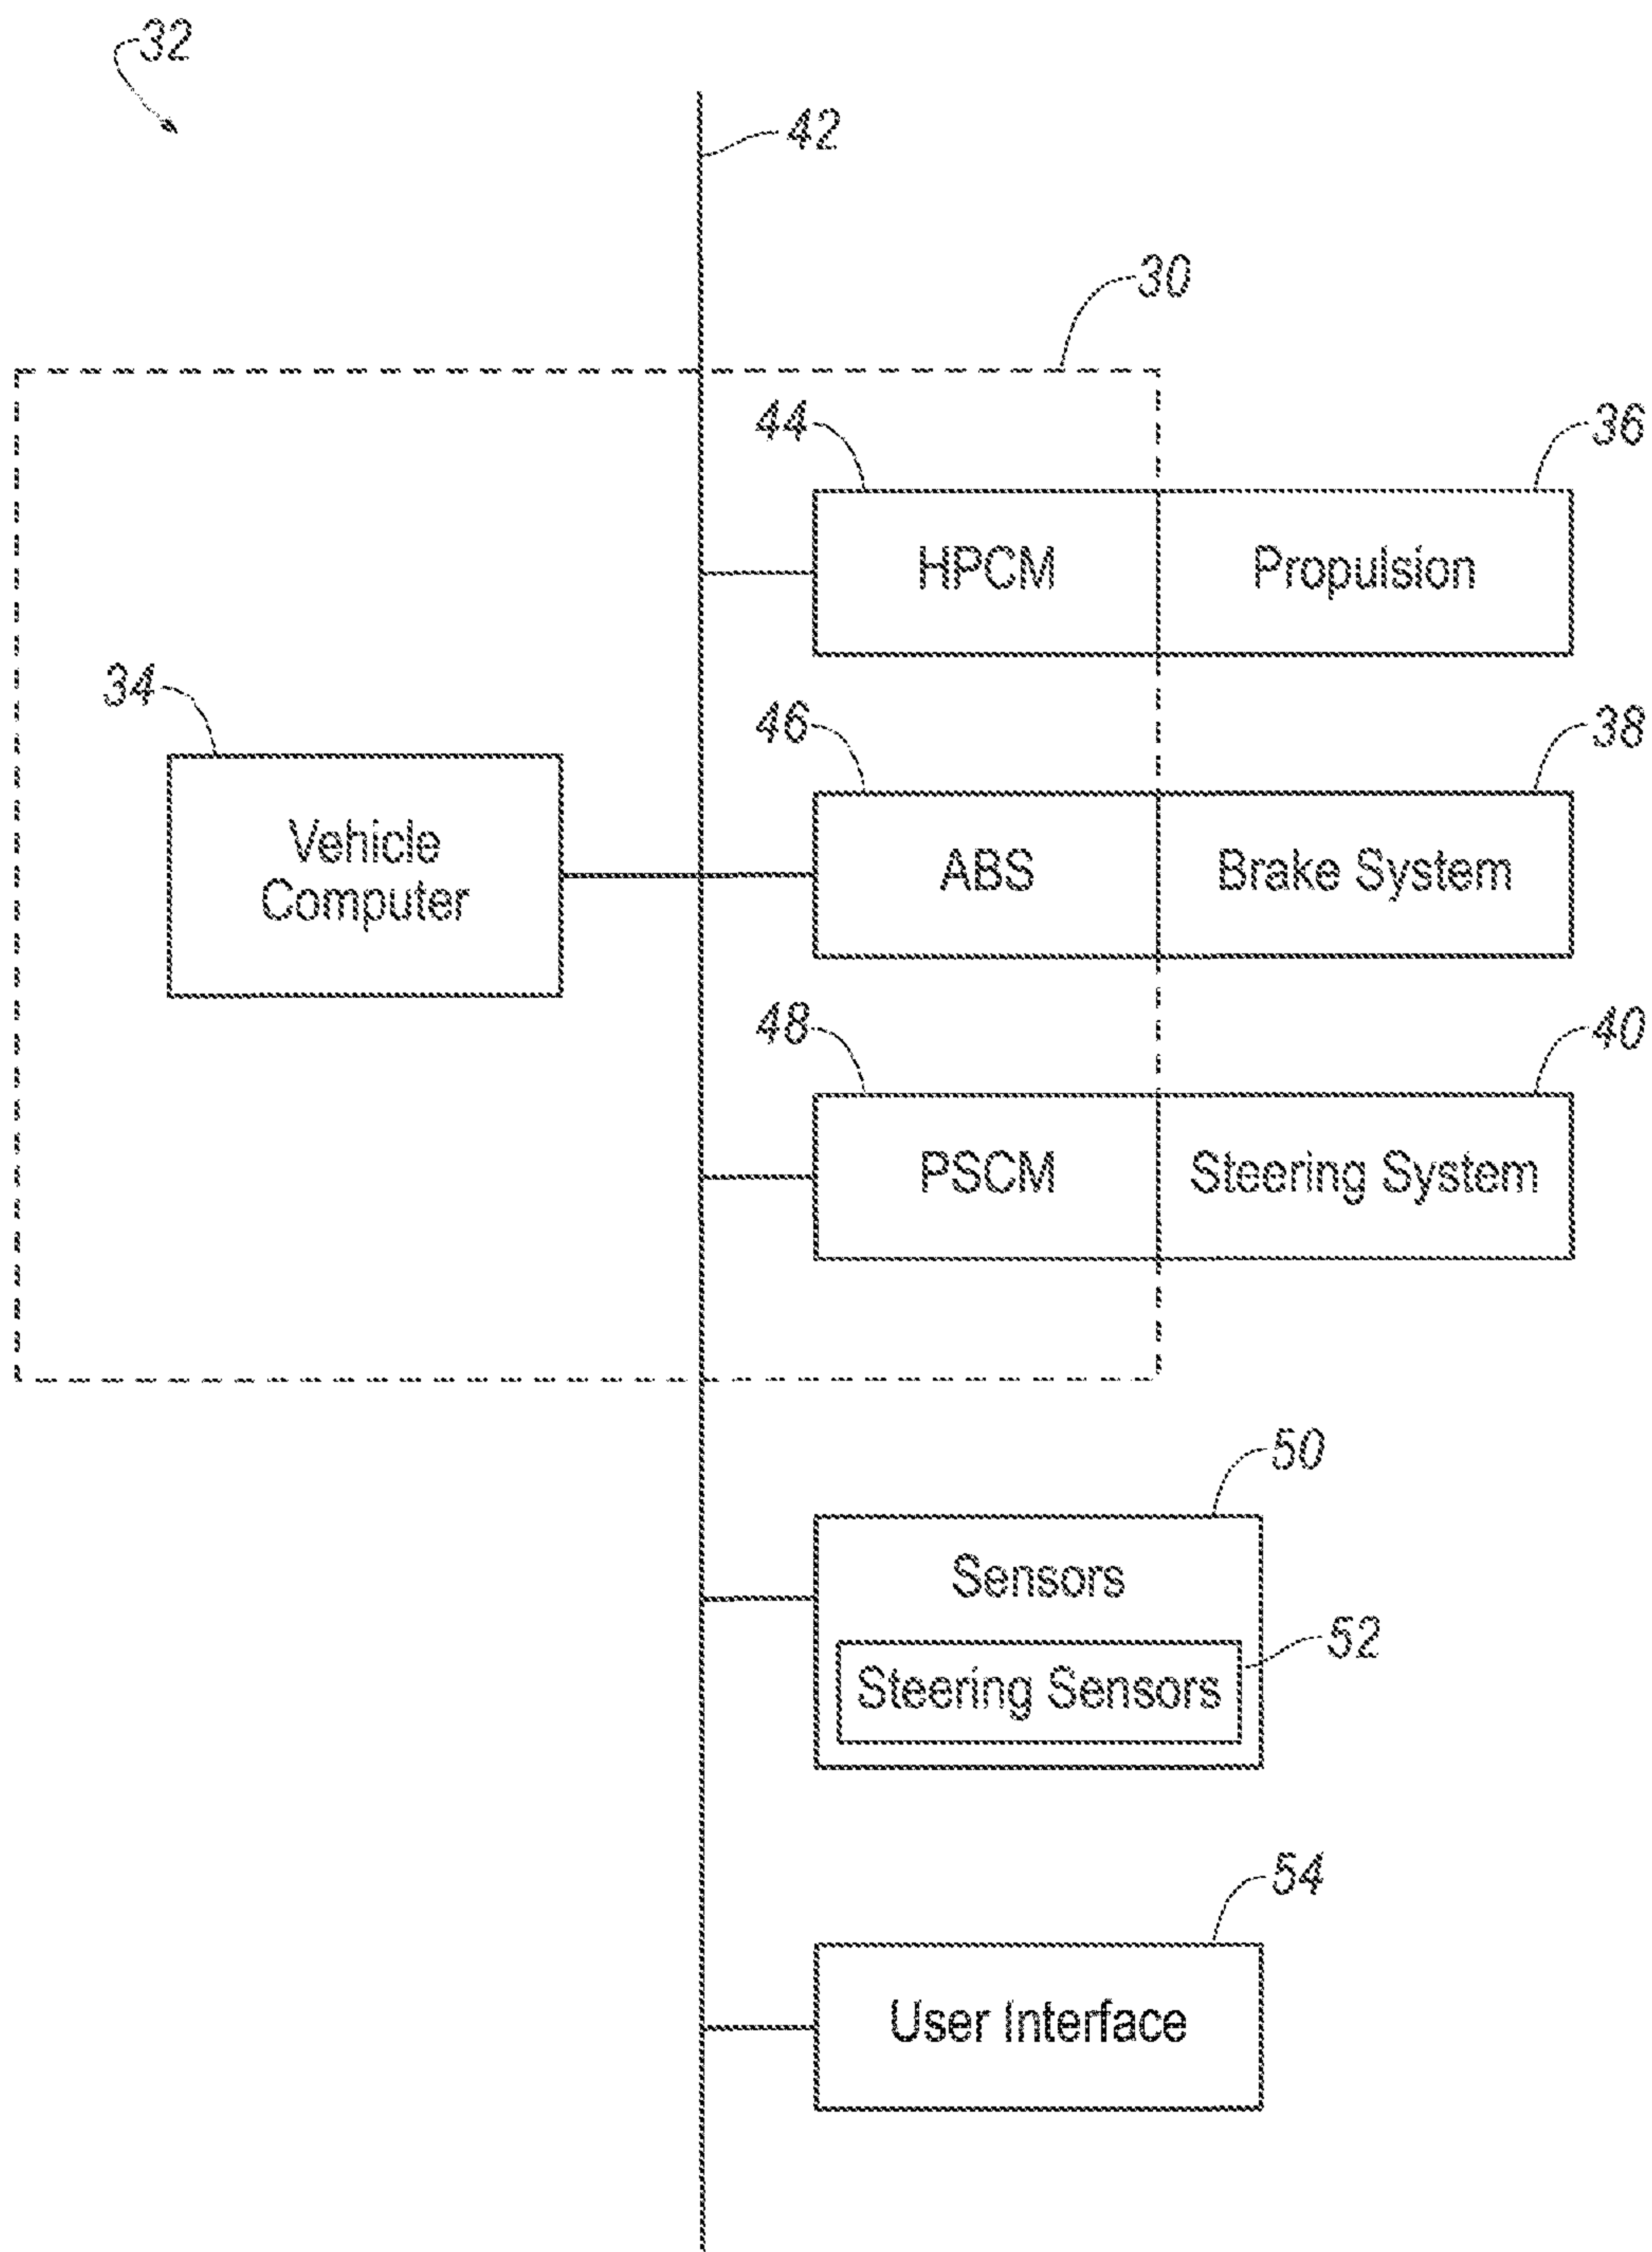 32
42
30
44
36
HPCM
Propulsion
34
46
38
Vehicle
Computer
ABS
Brake System
48
40
PSCM
Steering System
50
Sensors
52
Steering Sensors
54
User Interface